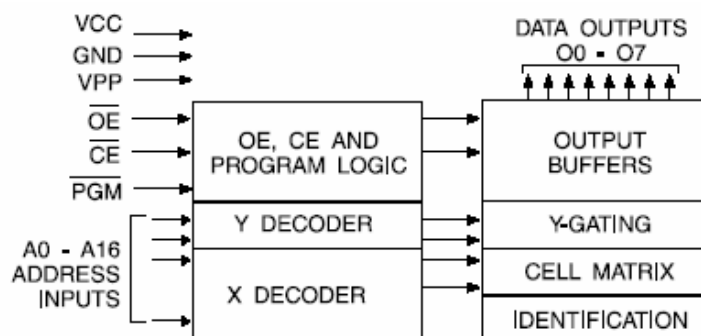 VCC
GND
VPP
OE
CE
PGM
A0 - A16
ADDRESS
INPUTS
OE, CE AND
PROGRAM LOGIC
Y DECODER
X DECODER
DATA OUTPUTS
O0 - O7
OUTPUT
BUFFERS
Y-GATING
CELL MATRIX
IDENTIFICATION